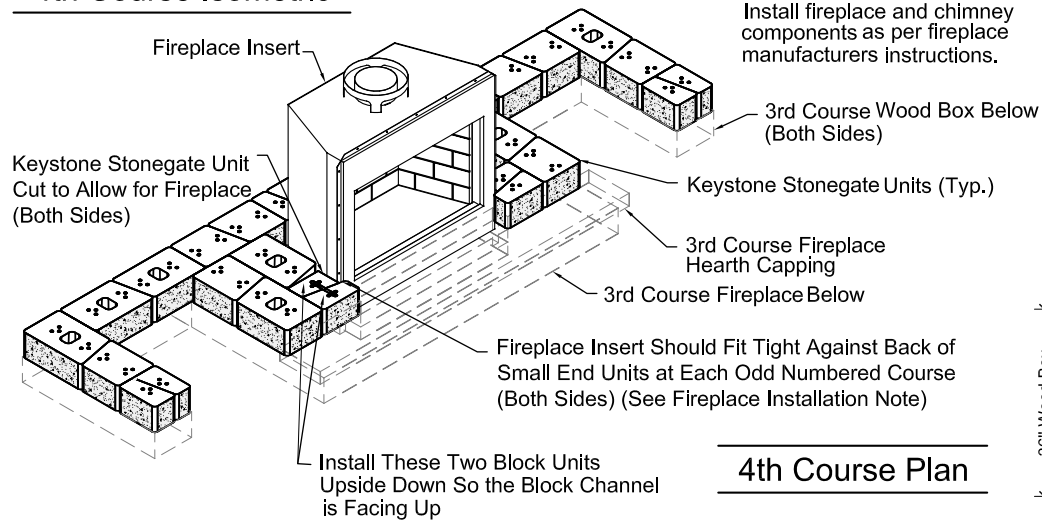 Install fireplace and chimney
components as per fireplace
manufacturers instructions.
Fireplace Insert
3rd Course Wood Box Below
(Both Sides)
Keystone Stonegate Unit
Cut to Allow for Fireplace
(Both Sides)
Keystone Stonegate Units (Typ.)
3rd Course Fireplace
Hearth Capping
3rd Course Fireplace Below
Fireplace Insert Should Fit Tight Against Back of
Small End Units at Each Odd Numbered Course
(Both Sides) (See Fireplace Installation Note)
Install These Two Block Units
Upside Down So the Block Channel
is Facing Up
4th Course Plan